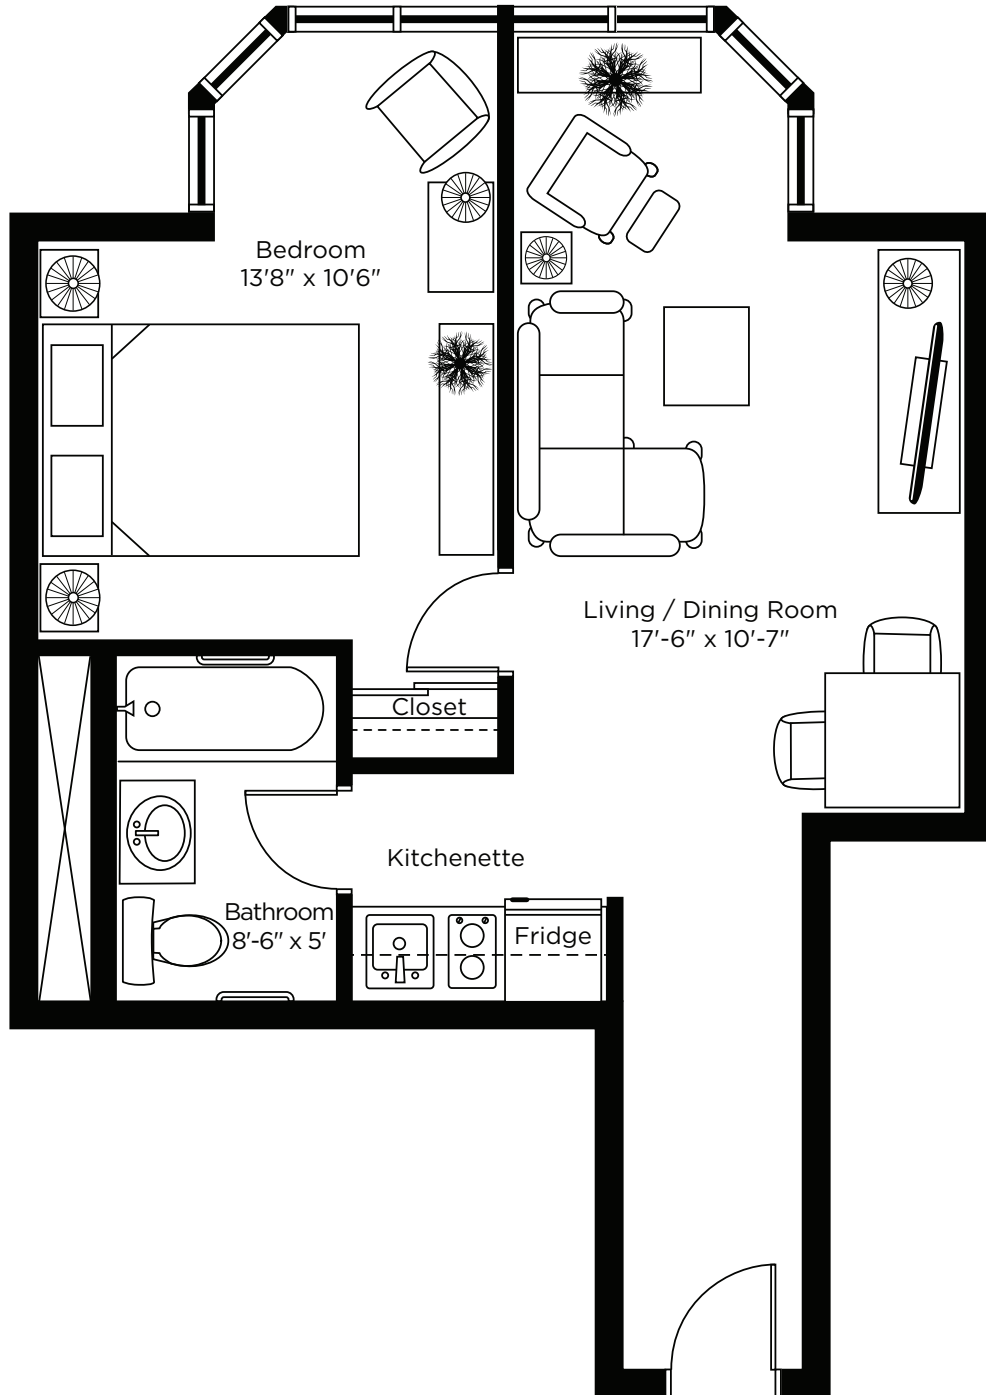 Bedroom
13'8" x 10'6"
Living / Dining Room
17'-6" x 10'-7"
Closet
Kitchenette
Bathroom
8'-6" x 5'
Fridge